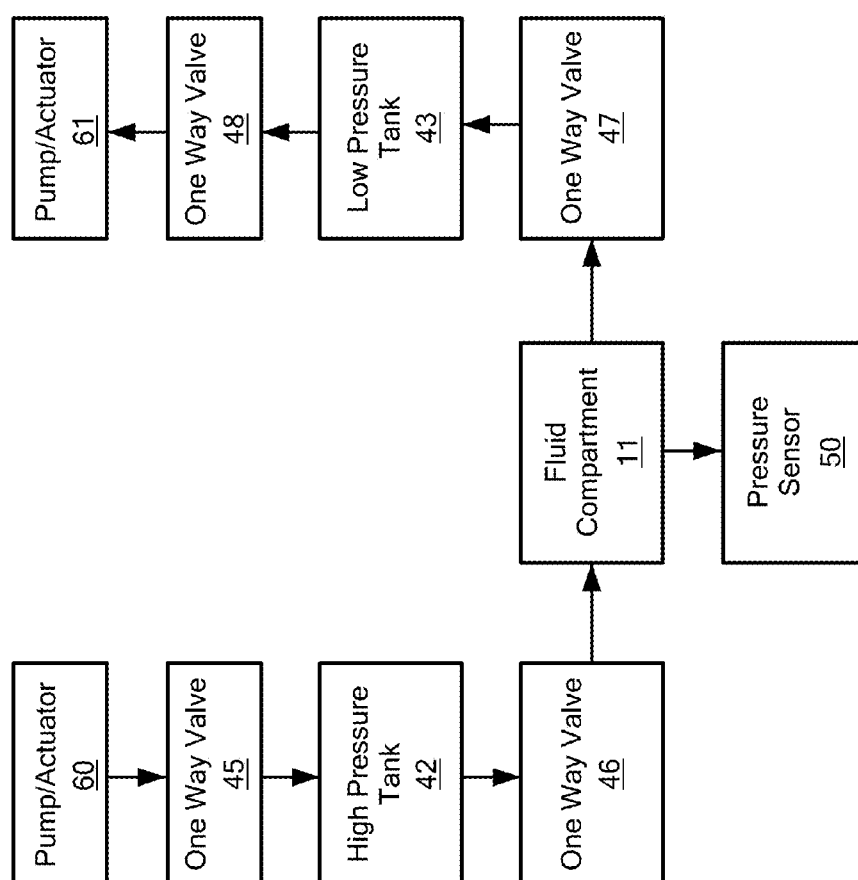 Pump/Actuator
60
One Way Valve
45
High Pressure
Tank
42
One Way Valve
46
Fluid
Compartment
11
Pressure
Sensor
50
One Way Valve
47
Low Pressure
Tank
43
One Way Valve
48
Pump/Actuator
61